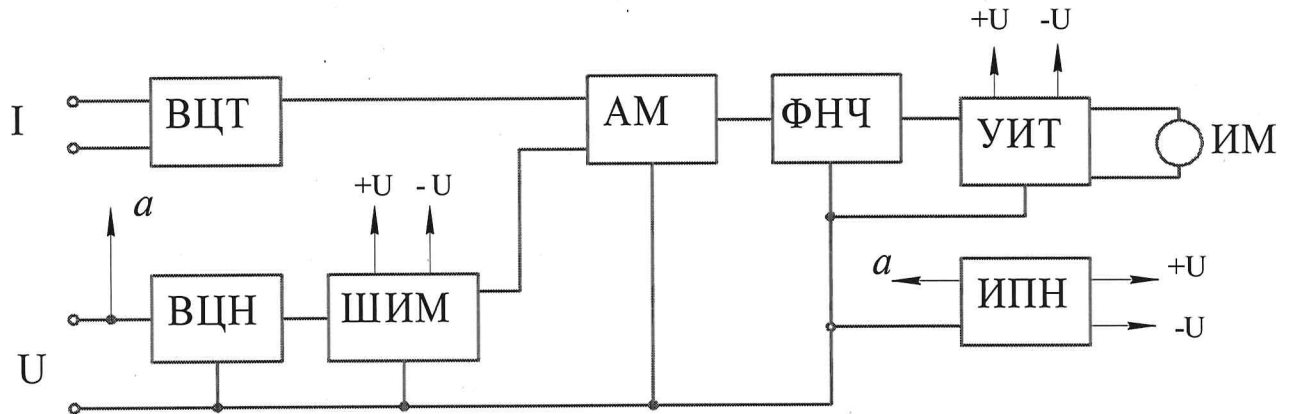 +U -U
I ВЦТ АМ ФНЧ УИТ ИМ
a +U - U
a ИПН +U
-U
ВЦН ШИМ
U